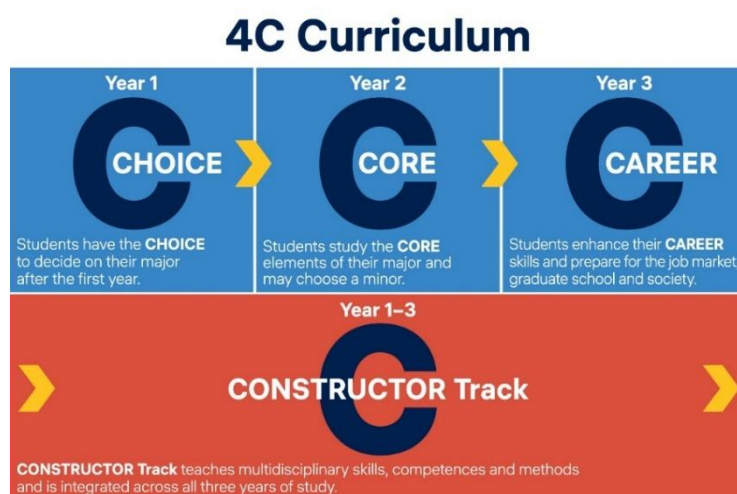 4C Curriculum
Year 1
CHOICE
Students have the CHOICE
to decide on their major
after the first year.
Year 2
CORE
Students study the CORE
elements of their major and
may choose a minor.
Year 3
CAREER
Students enhance their CAREER
skills and prepare for the job market,
graduate school and society.
Year 1–3
CONSTRUCTOR Track
CONSTRUCTOR Track teaches multidisciplinary skills, competences and methods
and is integrated across all three years of study.